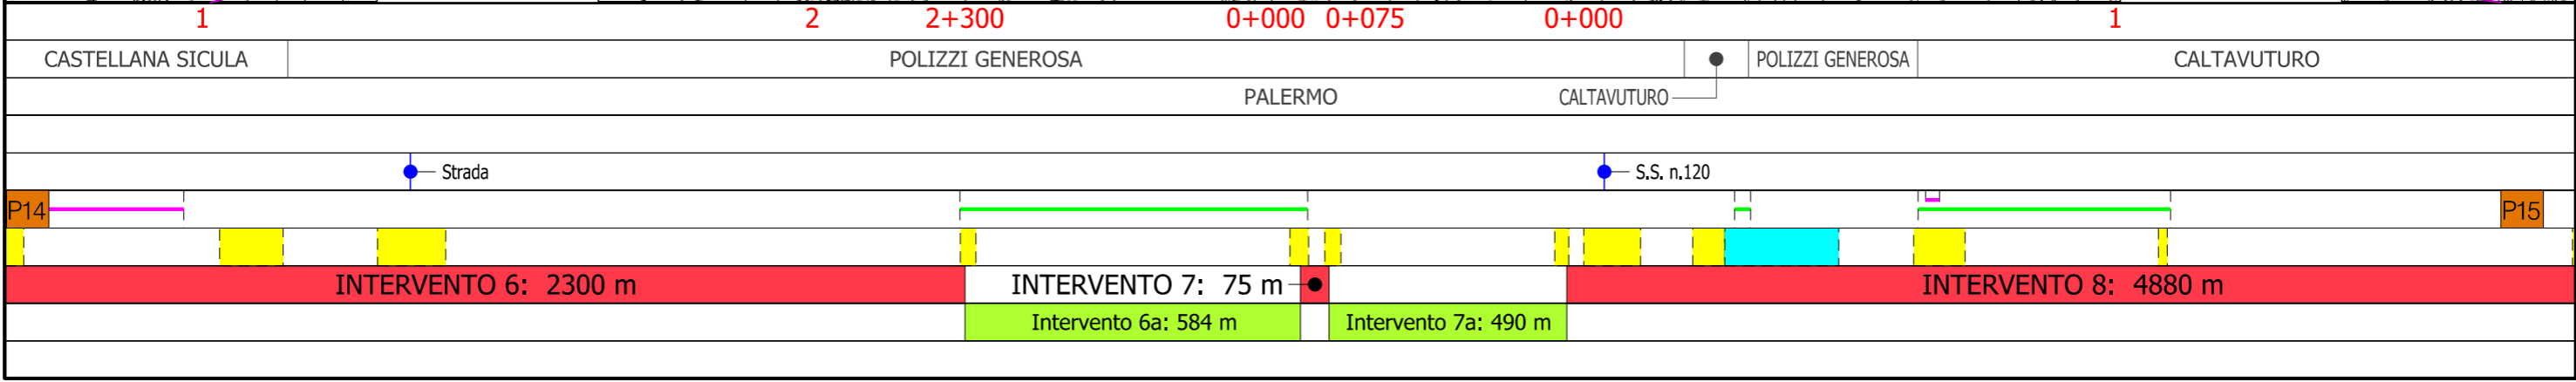 1 2 2+300 0+000 0+075 0+000 1
CASTELLANA SICULA POLIZZI GENEROSA POLIZZI GENEROSA CALTAVUTURO
PALERMO CALTAVUTURO
Strada S.S. n.120
P14 P15
INTERVENTO 6: 2300 m INTERVENTO 7: 75 m INTERVENTO 8: 4880 m
Intervento 6a: 584 m Intervento 7a: 490 m